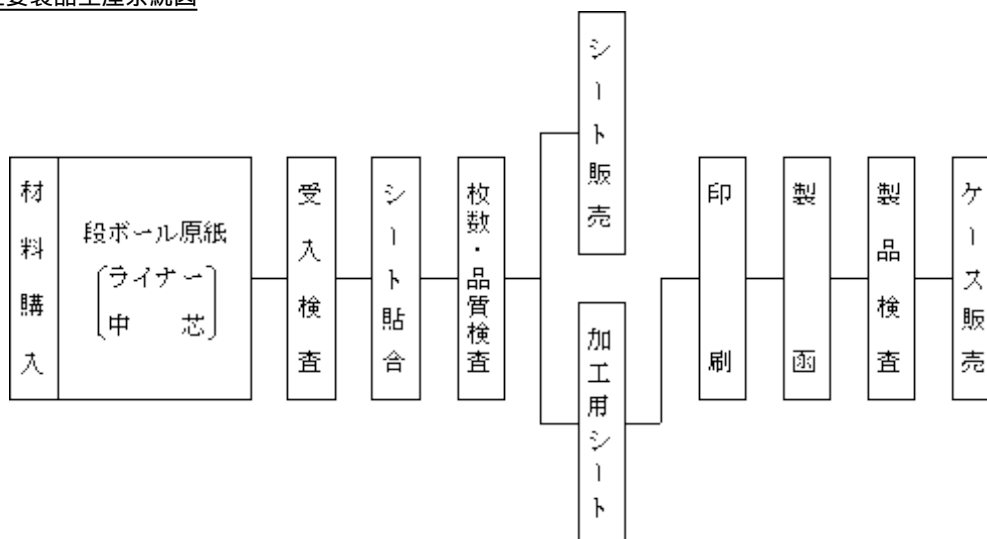 主要製品生産系統図
材料購入
段ボール原紙
ライナー
中　芯
受入検査
シート貼合
枚数・品質検査
シート販売
加工用シート
印刷
製函
製品検査
ケース販売